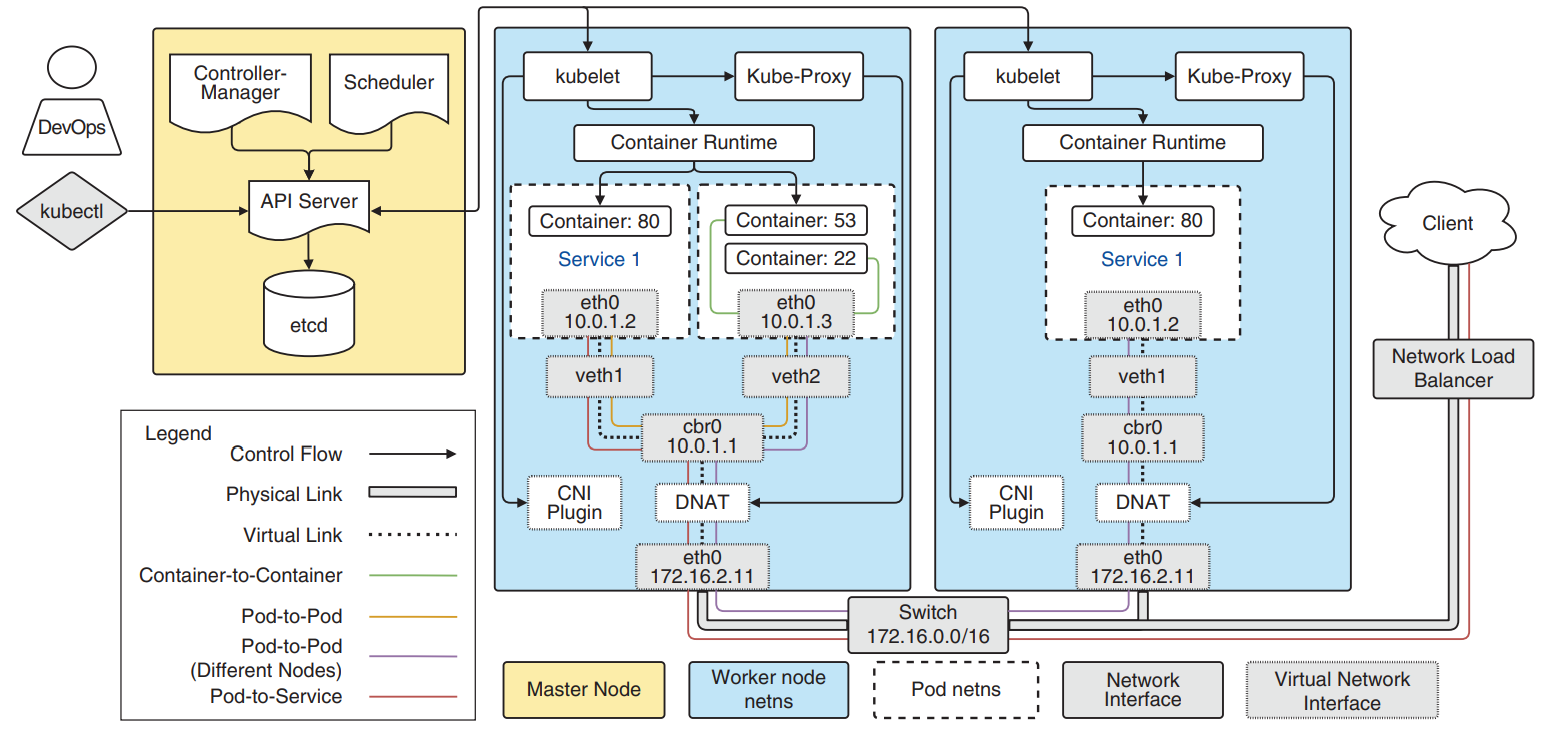 DevOps
kubectl
Controller-
Manager
Scheduler
API Server
etcd
kubelet
Kube-Proxy
Container Runtime
Container: 80
Service 1
eth0
10.0.1.2
Container: 53
Container: 22
eth0
10.0.1.3
veth1
veth2
cbr0
10.0.1.1
CNI
Plugin
DNAT
eth0
172.16.2.11
kubelet
Kube-Proxy
Container Runtime
Container: 80
Service 1
eth0
10.0.1.2
veth1
cbr0
10.0.1.1
CNI
Plugin
DNAT
eth0
172.16.2.11
Client
Network Load
Balancer
Switch
172.16.0.0/16
Legend
Control Flow
Physical Link
Virtual Link
Container-to-Container
Pod-to-Pod
Pod-to-Pod
(Different Nodes)
Pod-to-Service
Master Node
Worker node
netns
Pod netns
Network
Interface
Virtual Network
Interface